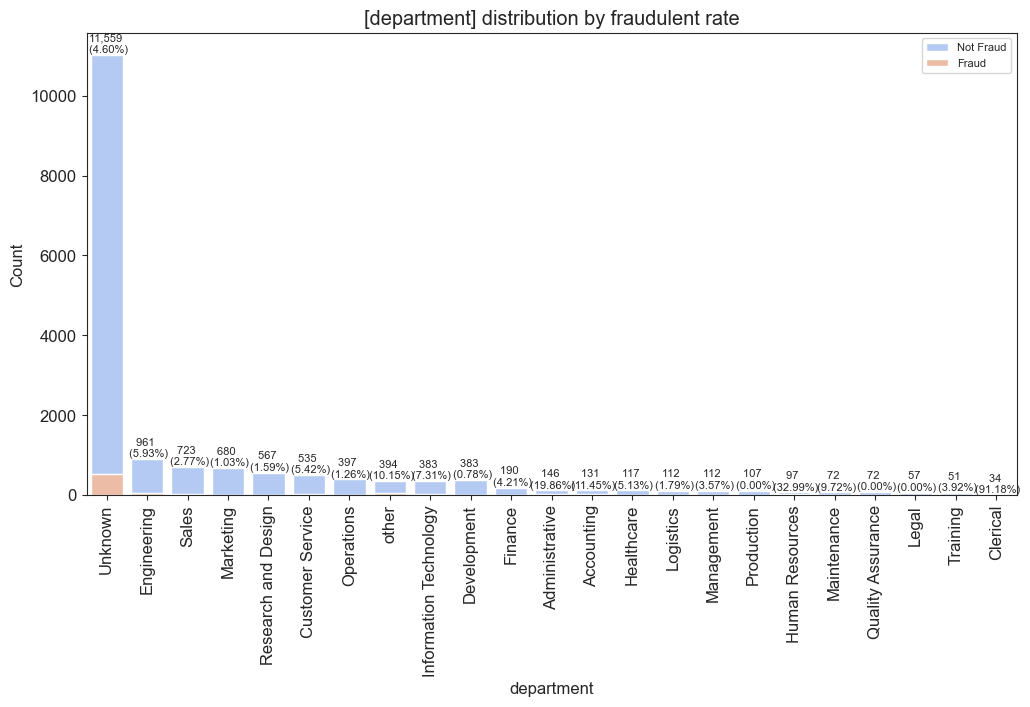 [department] distribution by fraudulent rate
Not Fraud
Fraud
Count
10000
8000
6000
4000
2000
0
11,559
(4.60%)
961
(5.93%)
723
(2.77%)
680
(1.03%)
567
(1.59%)
535
(5.42%)
397
(1.26%)
394
(10.15%)
383
(7.31%)
383
(0.78%)
190
(4.21%)
146
(19.86%)
131
(11.45%)
117
(5.13%)
112
(1.79%)
112
(3.57%)
107
(0.00%)
97
(32.99%)
72
(9.72%)
72
(0.00%)
57
(0.00%)
51
(3.92%)
34
(91.18%)
Unknown
Engineering
Sales
Marketing
Research and Design
Customer Service
Operations
other
Information Technology
Development
Finance
Administrative
Accounting
Healthcare
Logistics
Management
Production
Human Resources
Maintenance
Quality Assurance
Legal
Training
Clerical
department